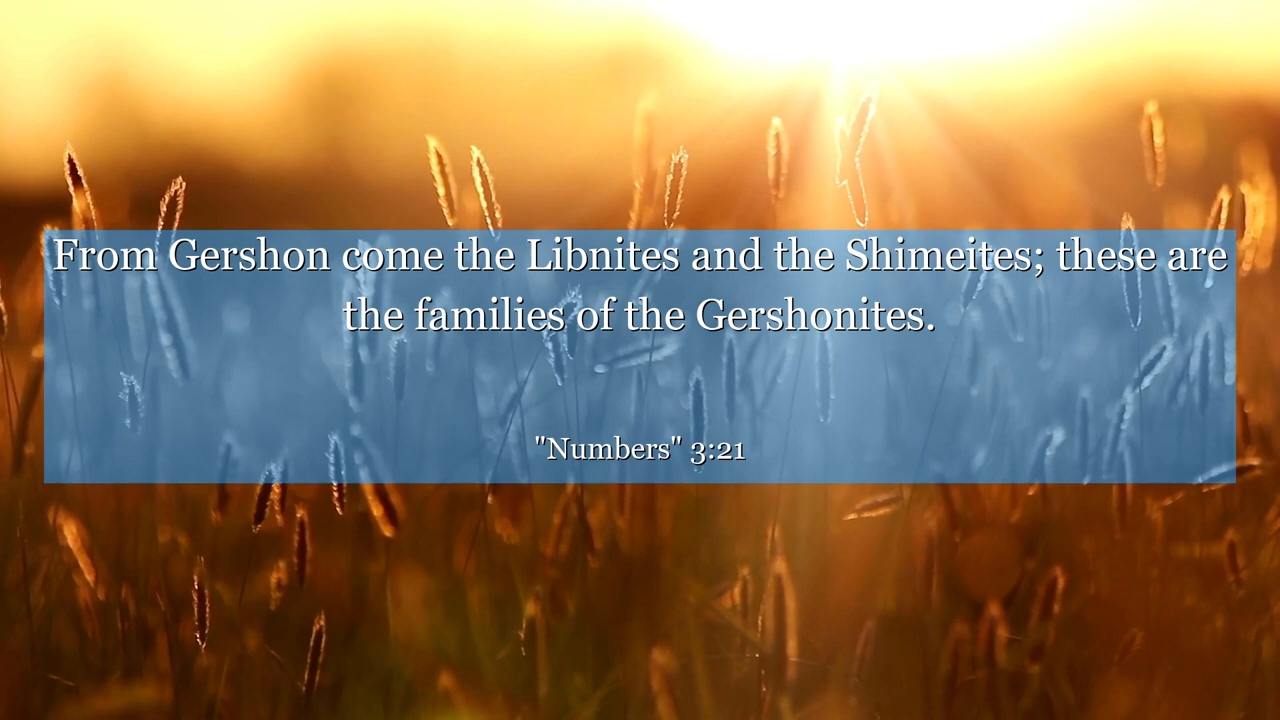 From Gershon come the Libnites and the Shimeites; these are
the families of the Gershonites.
"Numbers" 3:21